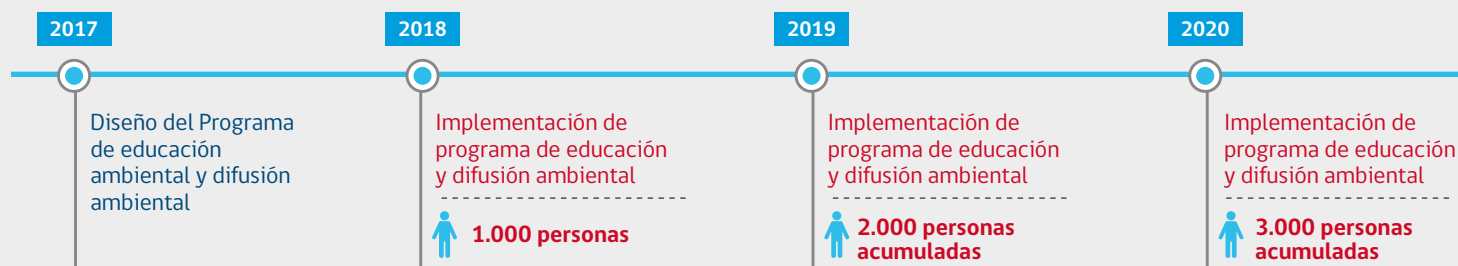 2017
Diseño del Programa
de educación
ambiental y difusión
ambiental
2018
Implementación de
programa de educación
y difusión ambiental
1.000 personas
2019
Implementación de
programa de educación
y difusión ambiental
2.000 personas
acumuladas
2020
Implementación de
programa de educación
y difusión ambiental
3.000 personas
acumuladas